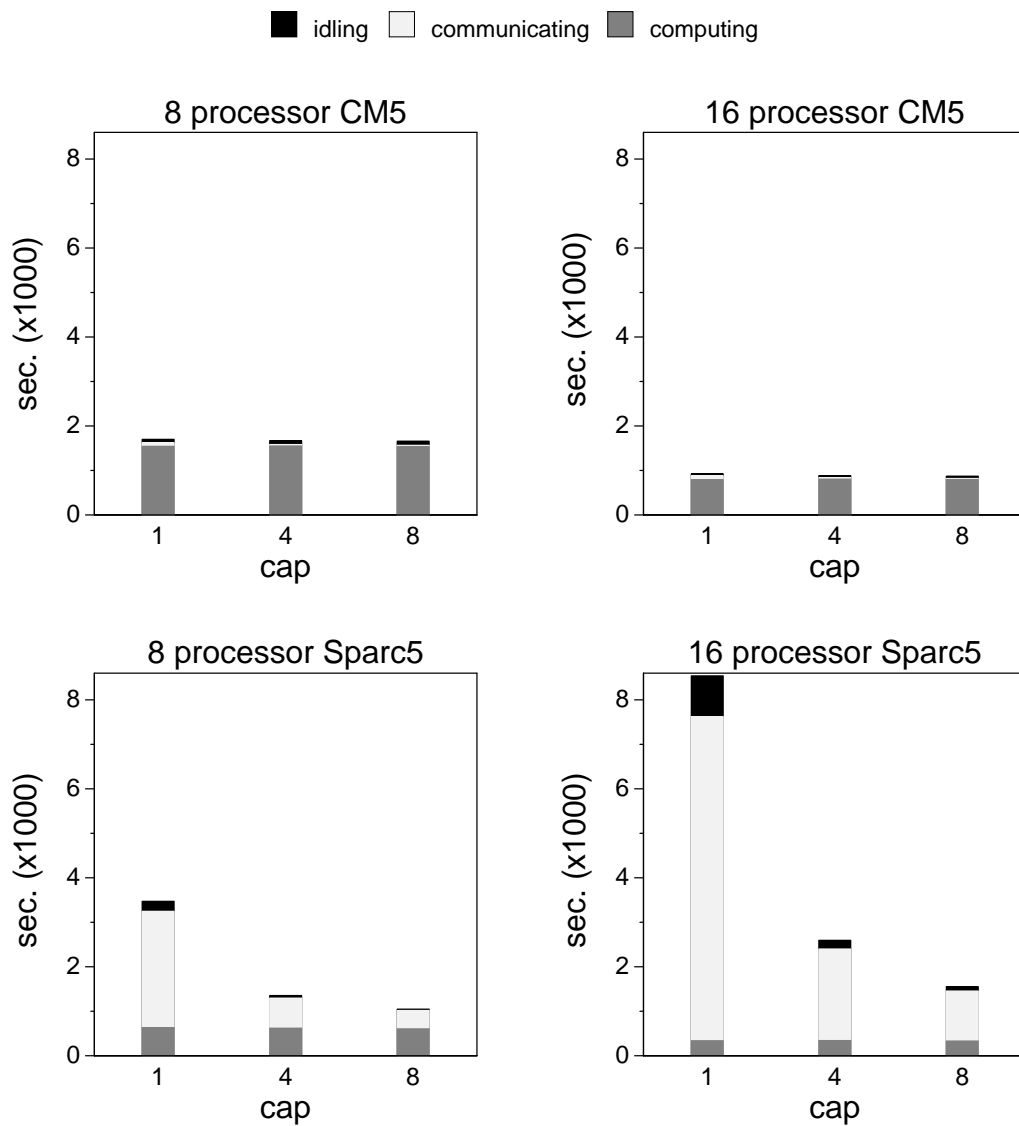 idling communicating computing
8 processor CM5
8
6
4
2
0
sec. (x1000)
1 4 8
cap
16 processor CM5
8
6
4
2
0
sec. (x1000)
1 4 8
cap
8 processor Sparc5
8
6
4
2
0
sec. (x1000)
1 4 8
cap
16 processor Sparc5
8
6
4
2
0
sec. (x1000)
1 4 8
cap